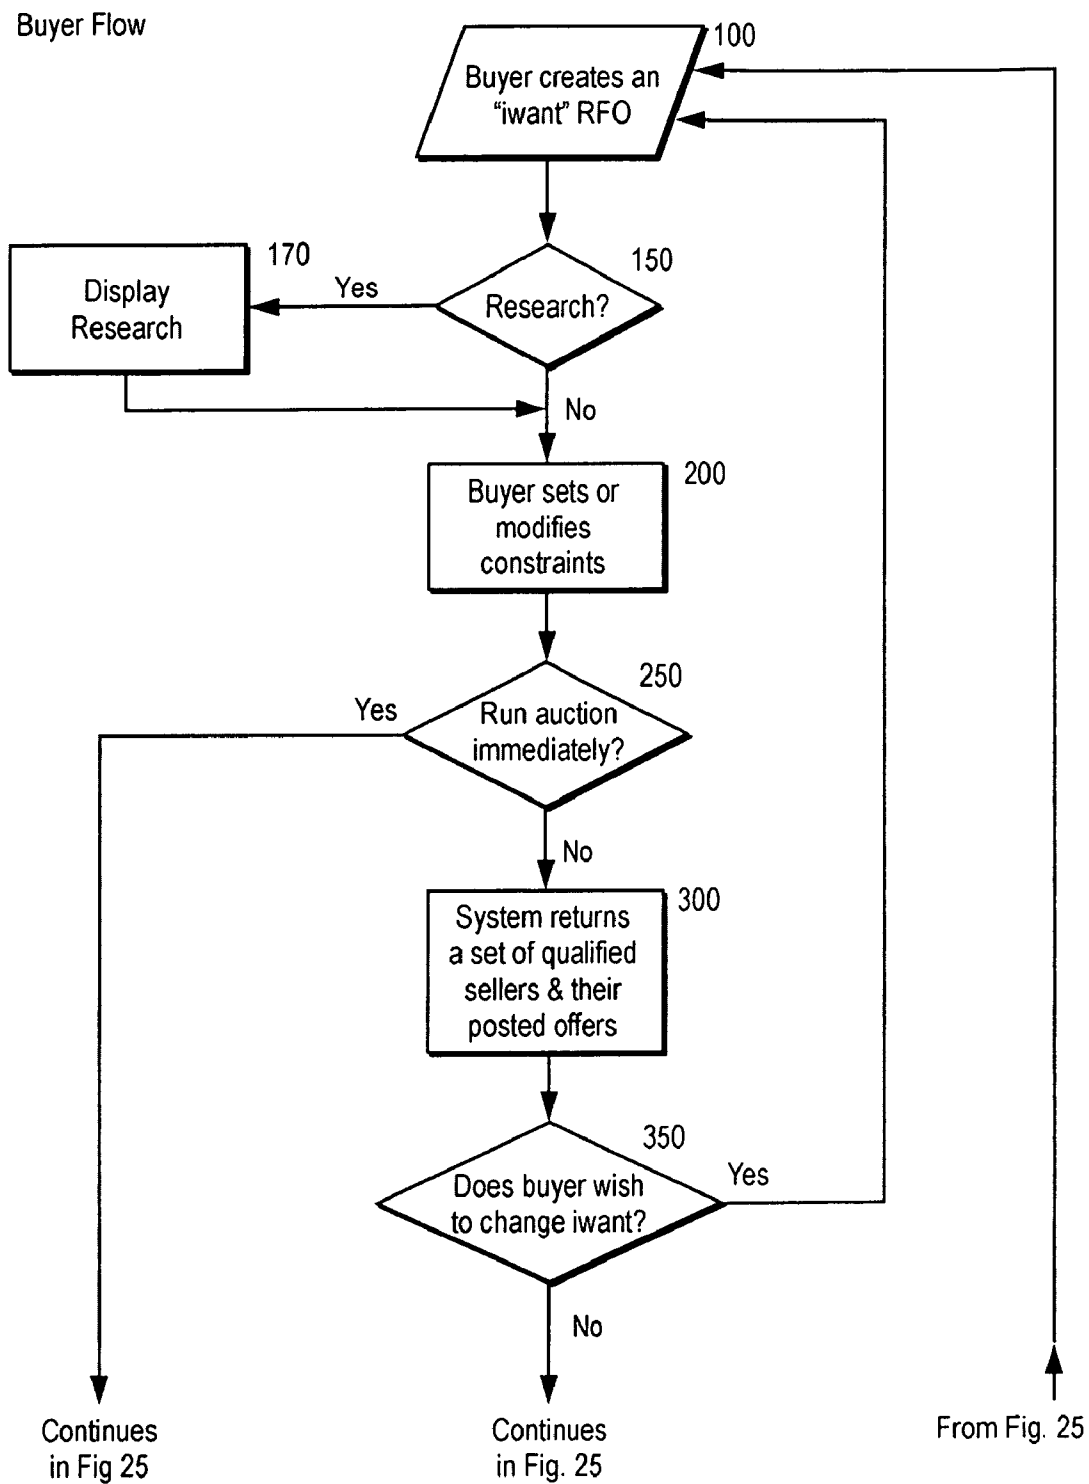 Buyer Flow
100
Buyer creates an
“iwant” RFO
150
Research?
Yes
170
Display
Research
No
200
Buyer sets or
modifies
constraints
250
Run auction
immediately?
Yes
No
300
System returns
a set of qualified
sellers & their
posted offers
350
Does buyer wish
to change iwant?
Yes
No
Continues
in Fig 25
Continues
in Fig. 25
From Fig. 25